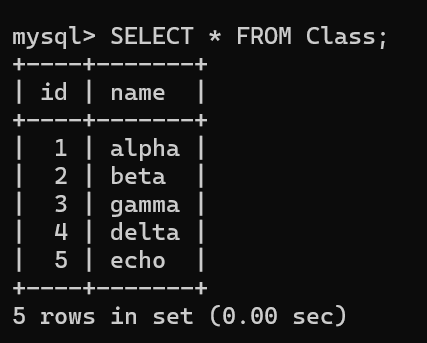 mysql> SELECT * FROM Class;
+----+-------+
| id | name  |
+----+-------+
|  1 | alpha |
|  2 | beta  |
|  3 | gamma |
|  4 | delta |
|  5 | echo  |
+----+-------+
5 rows in set (0.00 sec)